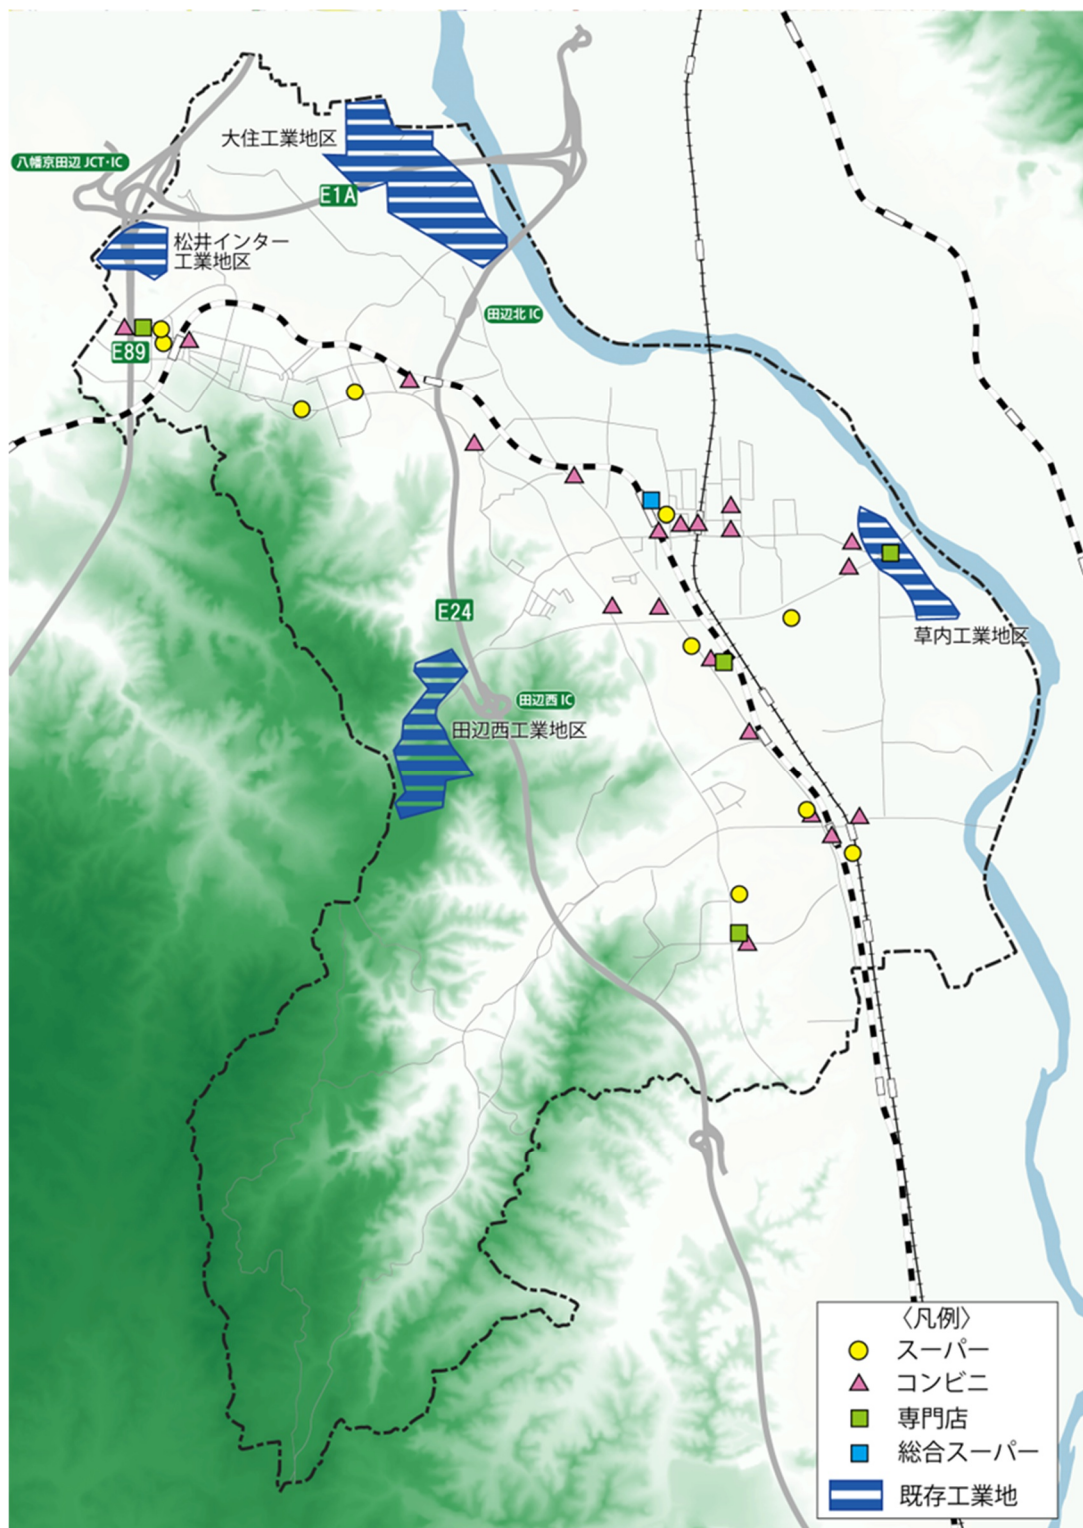 大住工業地区
八幡京田辺 JCT・IC
E1A
松井インター
工業地区
田辺北 IC
E89
E24
草内工業地区
田辺西 IC
田辺西工業地区
〈凡例〉
スーパー
コンビニ
専門店
総合スーパー
既存工業地